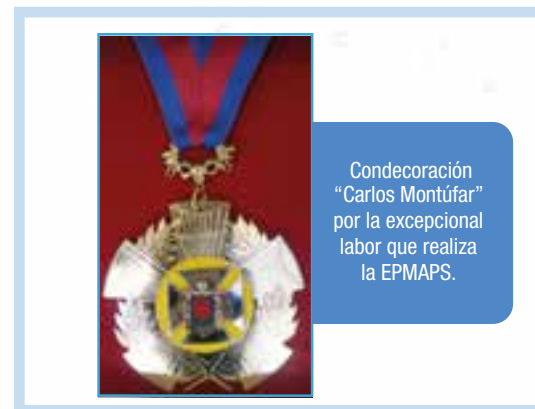 Condecoración
“Carlos Montúfar”
por la excepcional
labor que realiza
la EPMAPS.